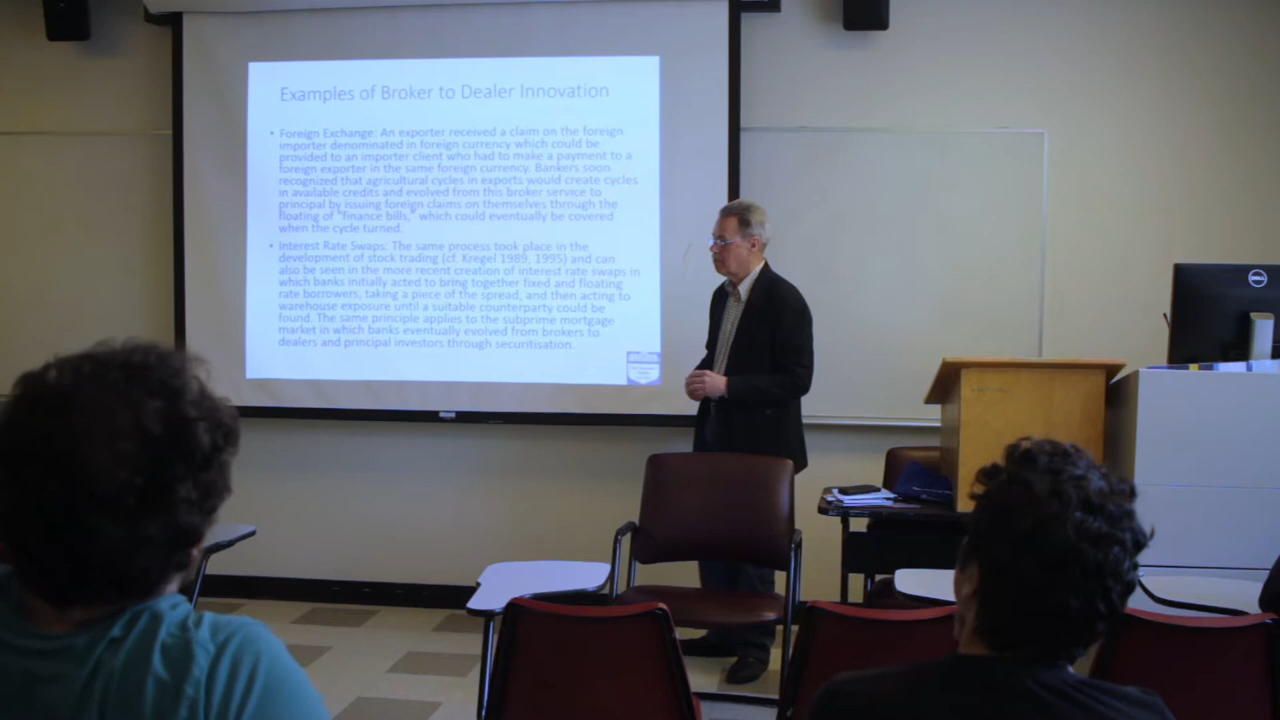 Examples of Broker to Dealer Innovation
• Foreign Exchange: An exporter received a claim on the foreign
importer denominated in foreign currency which could be
provided to an importer client who had to make a payment to a
foreign exporter in the same foreign currency. Bankers soon
recognized that agricultural cycles in exports would create cycles
in available credits and evolved from this broker service to
principal by issuing foreign claims on themselves through the
floating of "finance bills," which could eventually be covered
when the cycle turned.
• Interest Rate Swaps: The same process took place in the
development of stock trading (cf. Kregel 1989, 1995) and can
also be seen in the more recent creation of interest rate swaps in
which banks initially acted to bring together fixed and floating
rate borrowers, taking a piece of the spread, and then acting to
warehouse exposure until a suitable counterparty could be
found. The same principle applies to the subprime mortgage
market in which banks eventually evolved from brokers to
dealers and principal investors through securitisation.
DELL